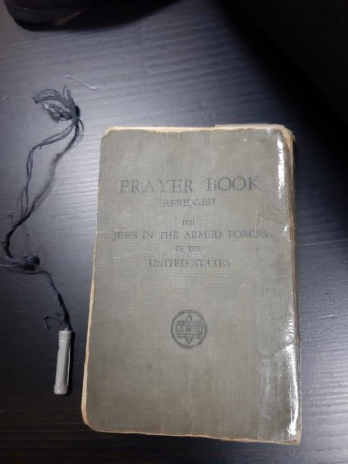 PRAYER BOOK
ABRIDGED
FOR
JEWS IN THE ARMED FORCES
OF THE
UNITED STATES